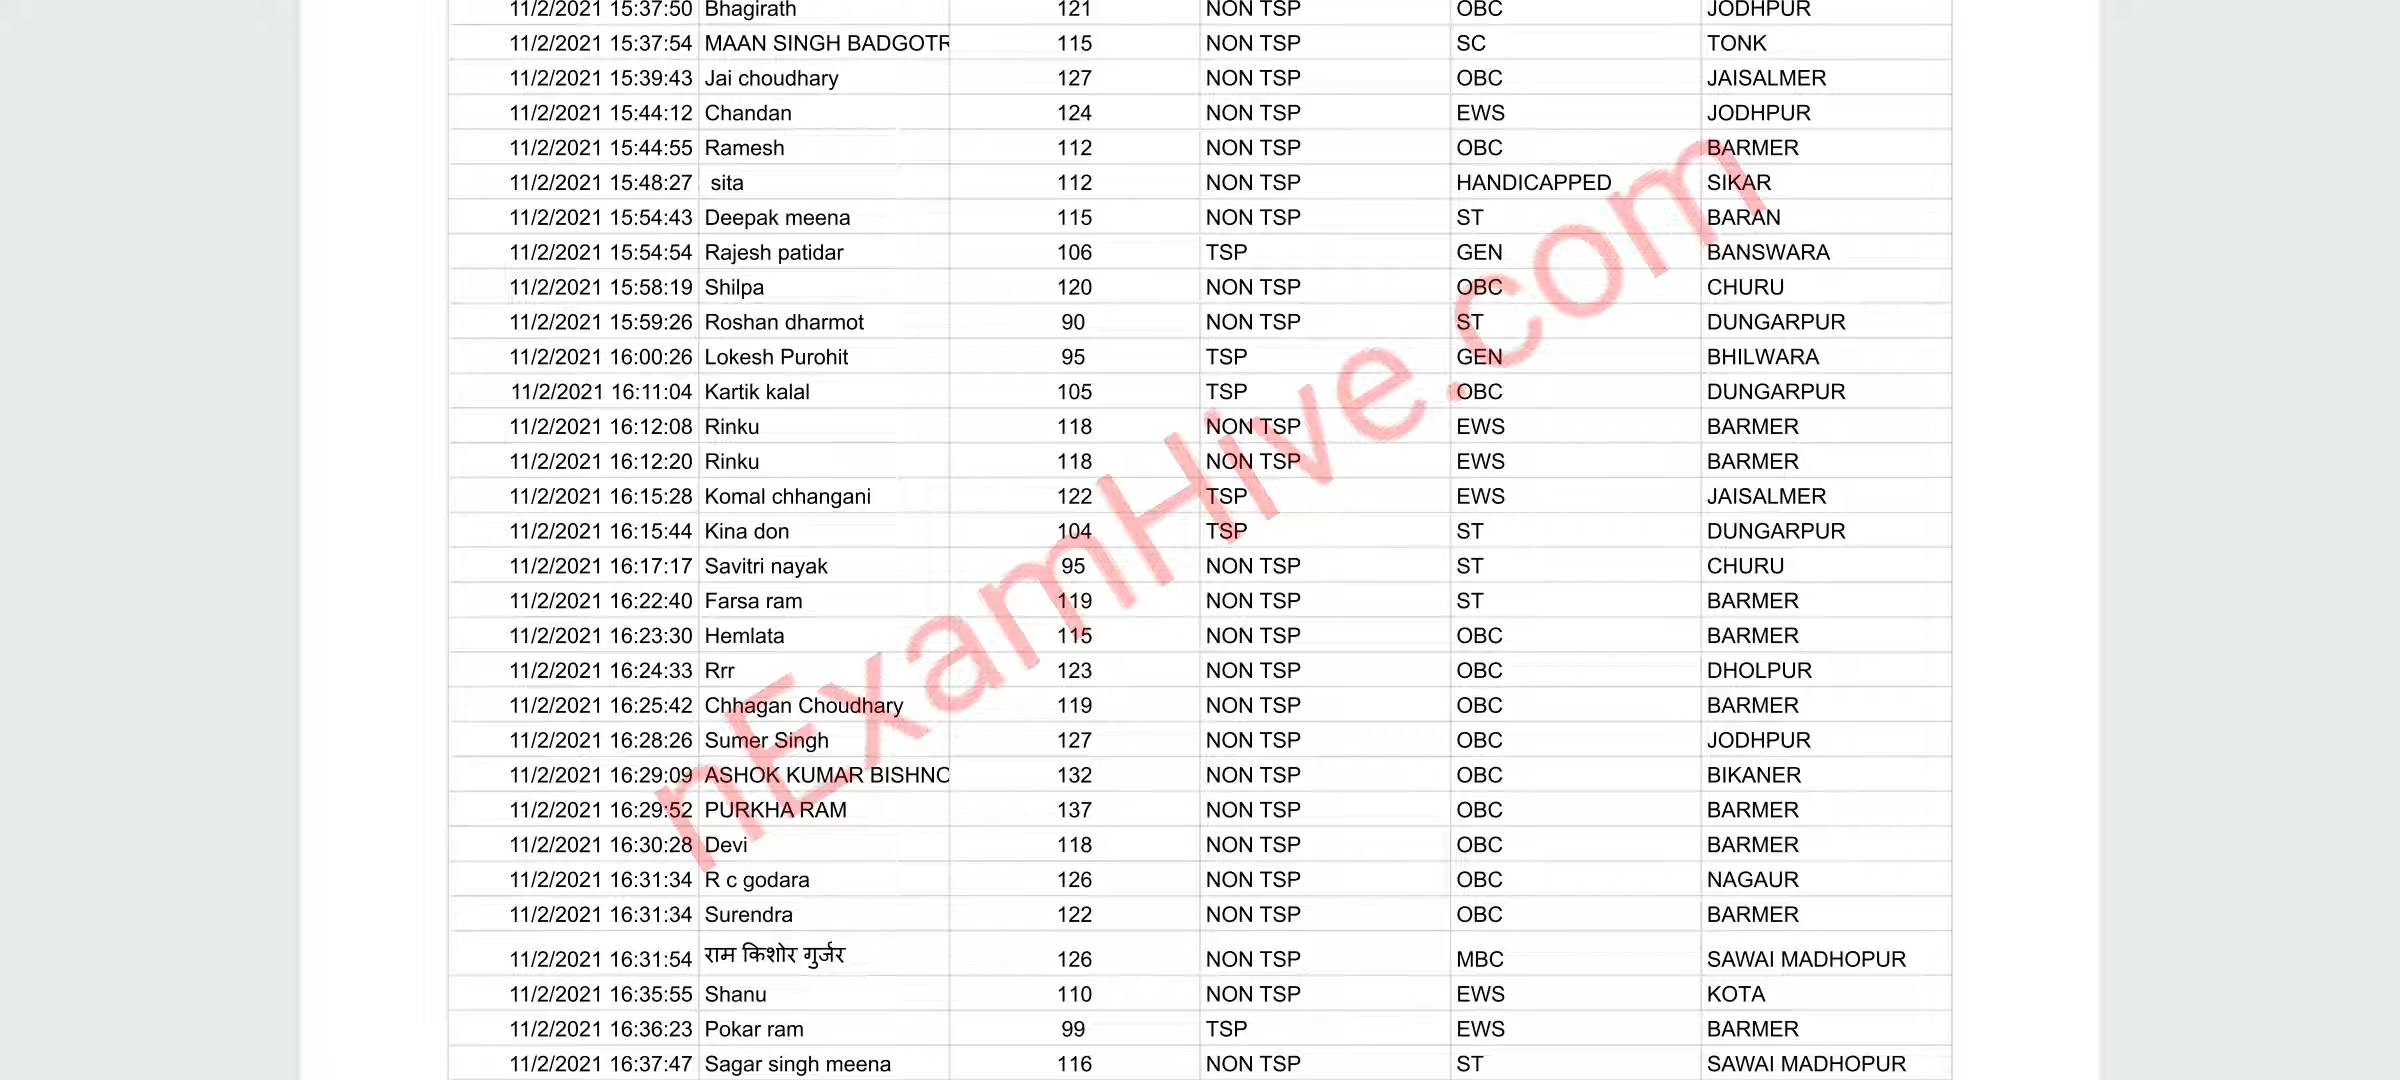 11/2/2021 15:37:50 Bhagirath 121 NON TSP OBC JODHPUR
11/2/2021 15:37:54 MAAN SINGH BADGOTR 115 NON TSP SC TONK
11/2/2021 15:39:43 Jai choudhary 127 NON TSP OBC JAISALMER
11/2/2021 15:44:12 Chandan 124 NON TSP EWS JODHPUR
11/2/2021 15:44:55 Ramesh 112 NON TSP OBC BARMER
11/2/2021 15:48:27 sita 112 NON TSP HANDICAPPED SIKAR
11/2/2021 15:54:43 Deepak meena 115 NON TSP ST BARAN
11/2/2021 15:54:54 Rajesh patidar 106 TSP GEN BANSWARA
11/2/2021 15:58:19 Shilpa 120 NON TSP OBC CHURU
11/2/2021 15:59:26 Roshan dharmot 90 NON TSP ST DUNGARPUR
11/2/2021 16:00:26 Lokesh Purohit 95 TSP GEN BHILWARA
11/2/2021 16:11:04 Kartik kalal 105 TSP OBC DUNGARPUR
11/2/2021 16:12:08 Rinku 118 NON TSP EWS BARMER
11/2/2021 16:12:20 Rinku 118 NON TSP EWS BARMER
11/2/2021 16:15:28 Komal chhangani 122 TSP EWS JAISALMER
11/2/2021 16:15:44 Kina don 104 TSP ST DUNGARPUR
11/2/2021 16:17:17 Savitri nayak 95 NON TSP ST CHURU
11/2/2021 16:22:40 Farsa ram 119 NON TSP ST BARMER
11/2/2021 16:23:30 Hemlata 115 NON TSP OBC BARMER
11/2/2021 16:24:33 Rrr 123 NON TSP OBC DHOLPUR
11/2/2021 16:25:42 Chhagan Choudhary 119 NON TSP OBC BARMER
11/2/2021 16:28:26 Sumer Singh 127 NON TSP OBC JODHPUR
11/2/2021 16:29:09 ASHOK KUMAR BISHNO 132 NON TSP OBC BIKANER
11/2/2021 16:29:52 PURKHA RAM 137 NON TSP OBC BARMER
11/2/2021 16:30:28 Devi 118 NON TSP OBC BARMER
11/2/2021 16:31:34 R c godara 126 NON TSP OBC NAGAUR
11/2/2021 16:31:34 Surendra 122 NON TSP OBC BARMER
11/2/2021 16:31:54 राम किशोर गुर्जर 126 NON TSP MBC SAWAI MADHOPUR
11/2/2021 16:35:55 Shanu 110 NON TSP EWS KOTA
11/2/2021 16:36:23 Pokar ram 99 TSP EWS BARMER
11/2/2021 16:37:47 Sagar singh meena 116 NON TSP ST SAWAI MADHOPUR
nExamHive.com